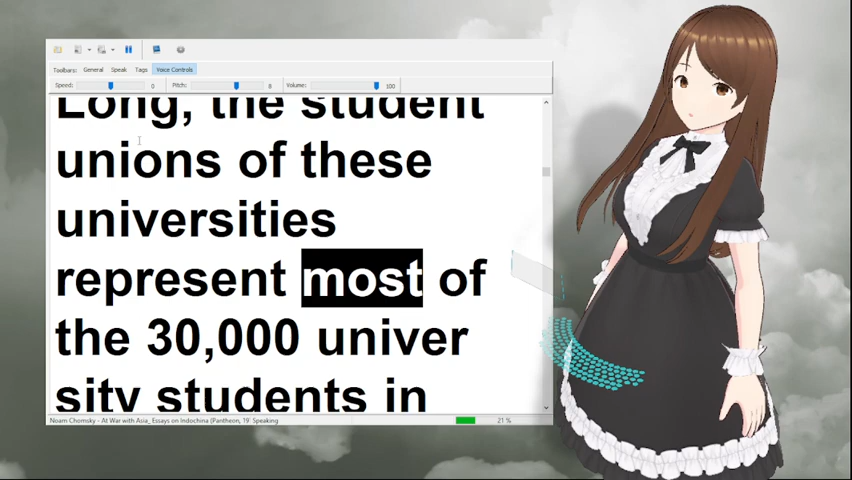 Toolbars: General Speak Tags Voice Controls
Speed: 0 Pitch: 8 Volume: 100
Long, the student
unions of these
universities
represent most of
the 30,000 univer
sity students in
Noam Chomsky - At War with Asia_ Essays on Indochina (Pantheon, 19 Speaking 21 %